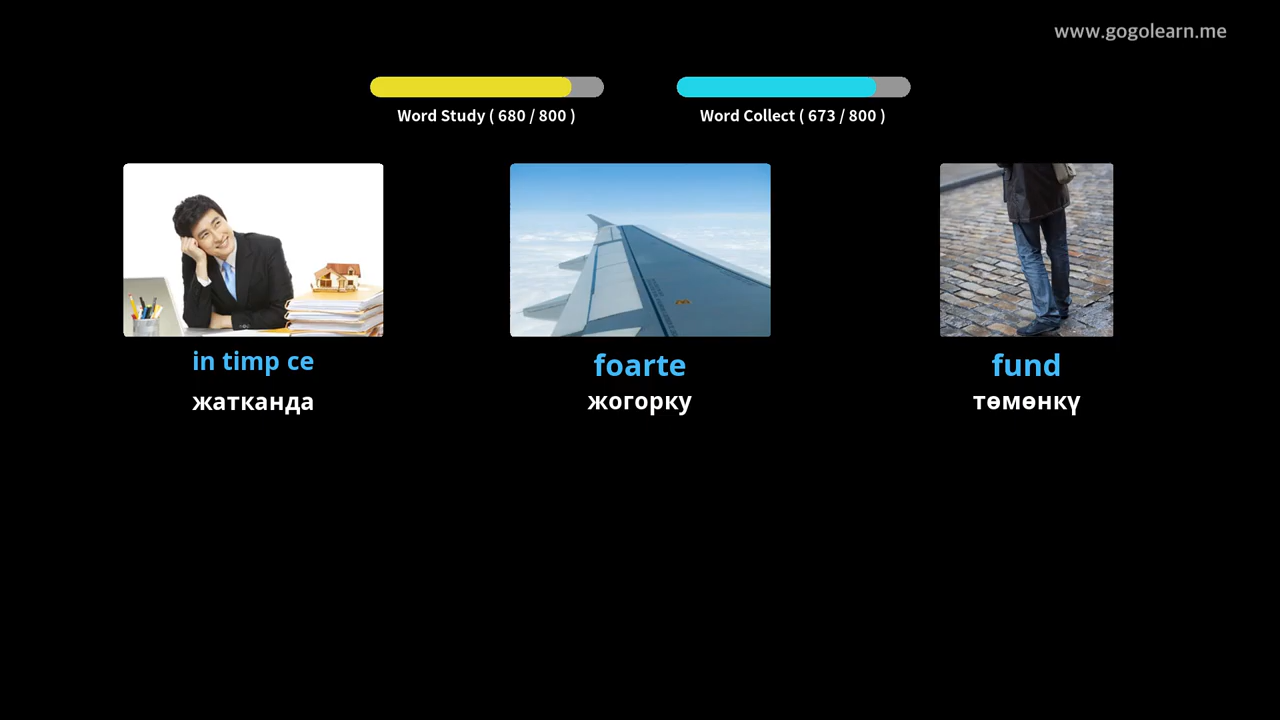 www.gogolearn.me
Word Study ( 680 / 800 )
Word Collect ( 673 / 800 )
in timp ce
жатканда
foarte
жогорку
fund
төмөнкү